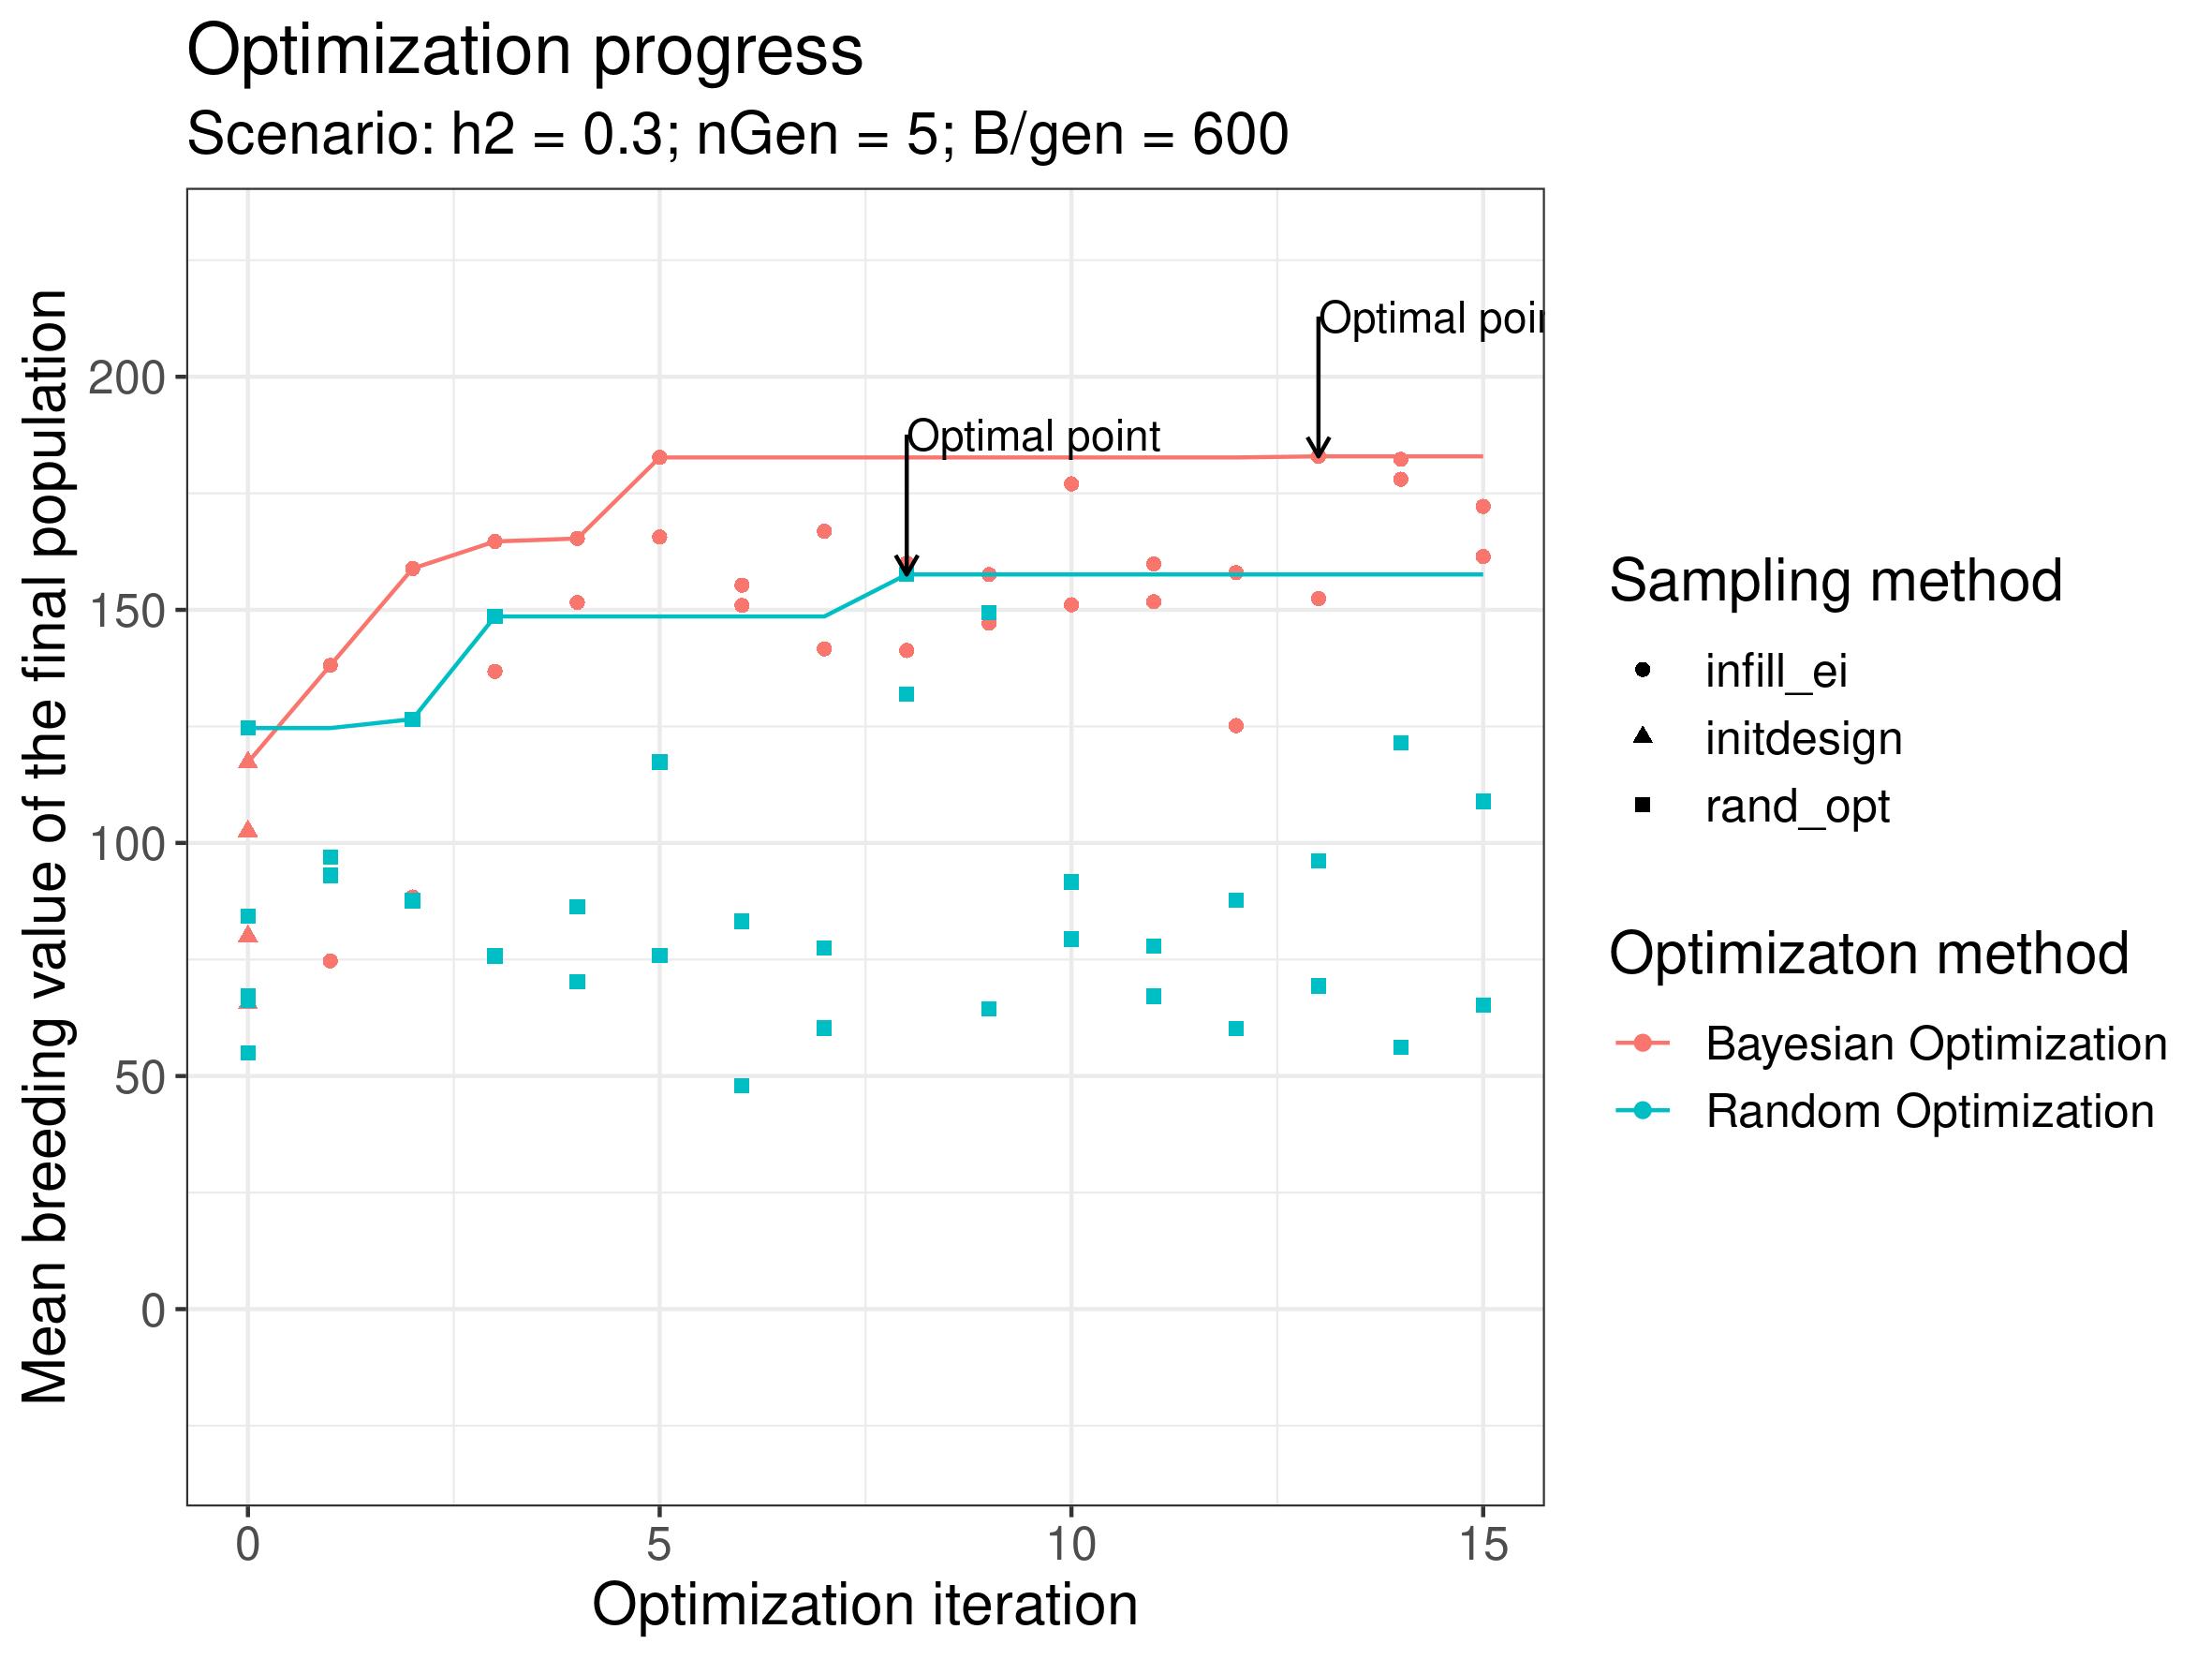 Optimization progress
Scenario: h2 = 0.3; nGen = 5; B/gen = 600
Mean breeding value of the final population
200
150
100
50
0
Optimal poin
Optimal point
0
5
10
15
Optimization iteration
Sampling method
infill_ei
initdesign
rand_opt
Optimizaton method
Bayesian Optimization
Random Optimization